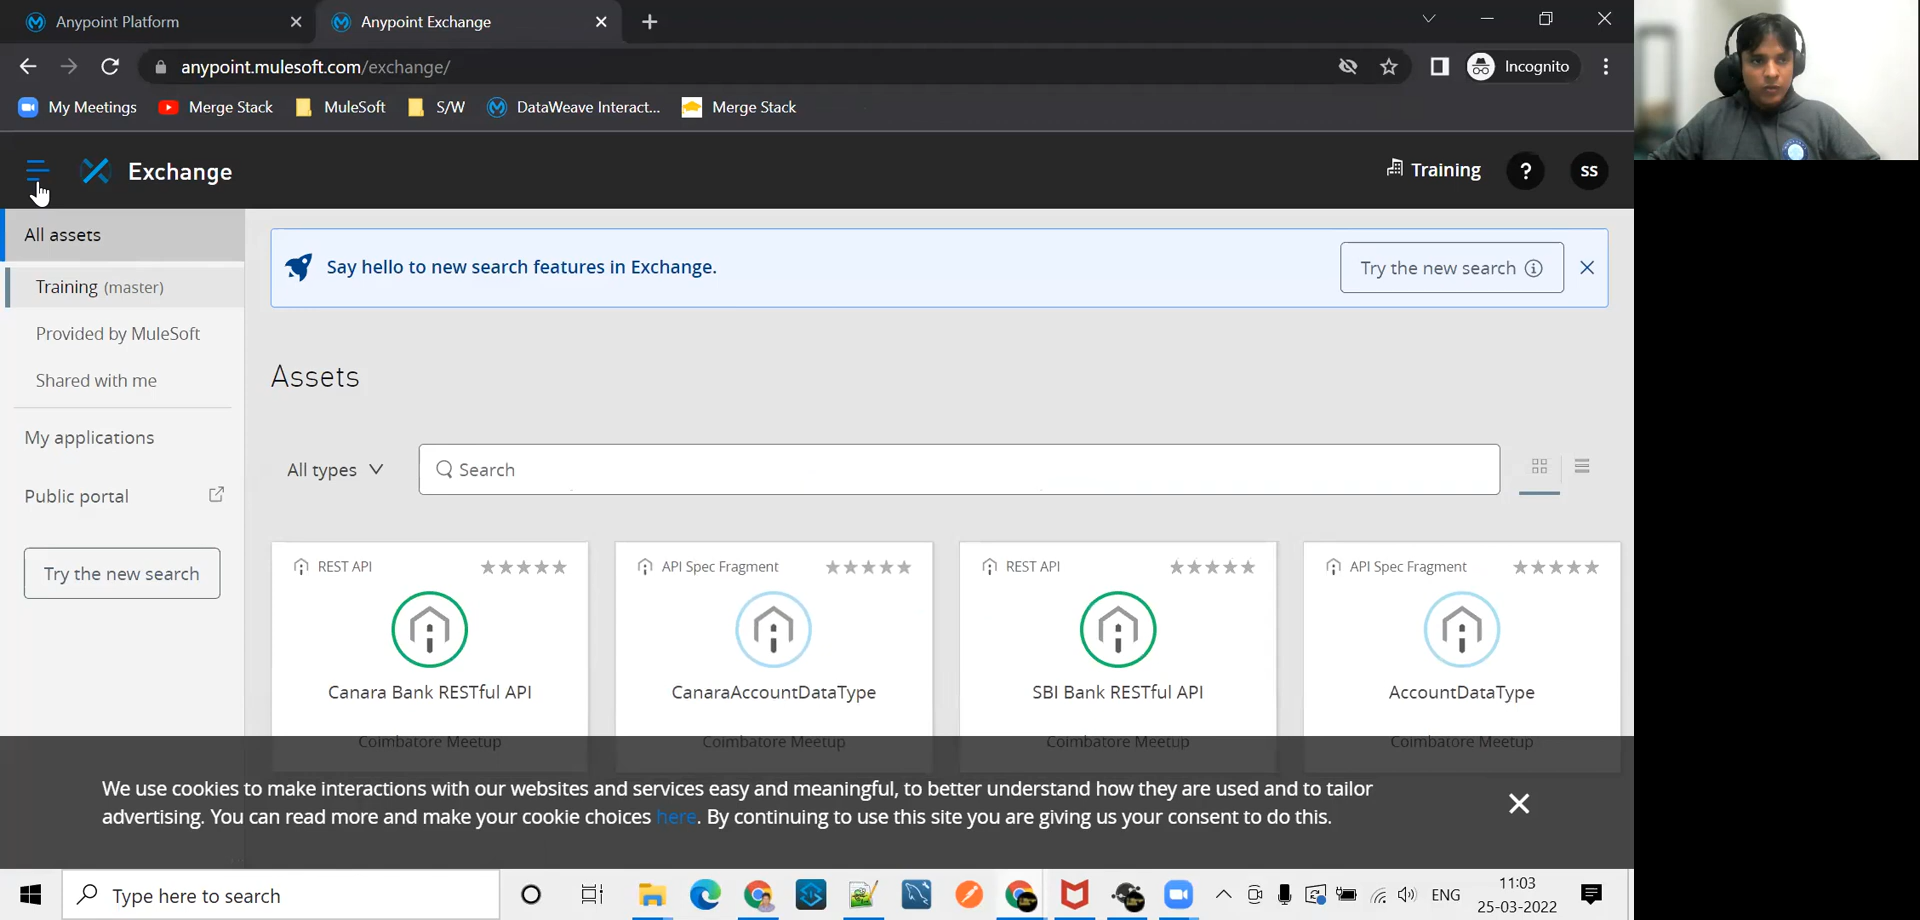 Anypoint Platform
Anypoint Exchange
anypoint.mulesoft.com/exchange/
Incognito
My Meetings
Merge Stack
MuleSoft
S/W
DataWeave Interact...
Merge Stack
Exchange
Training
?
SS
All assets
Training (master)
Provided by MuleSoft
Shared with me
My applications
Public portal
Try the new search
Say hello to new search features in Exchange.
Try the new search
Assets
All types
Search
REST API
Canara Bank RESTful API
Coimbatore Meetup
API Spec Fragment
CanaraAccountDataType
Coimbatore Meetup
REST API
SBI Bank RESTful API
Coimbatore Meetup
API Spec Fragment
AccountDataType
Coimbatore Meetup
We use cookies to make interactions with our websites and services easy and meaningful, to better understand how they are used and to tailor
advertising. You can read more and make your cookie choices here. By continuing to use this site you are giving us your consent to do this.
Type here to search
ENG
11:03
25-03-2022